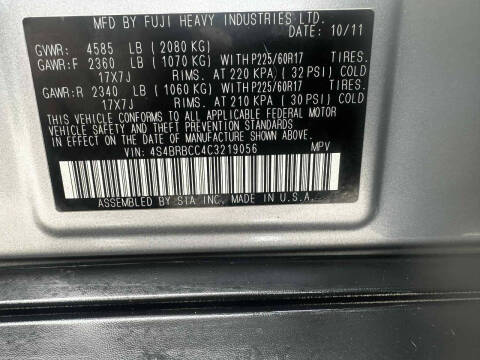 MFD BY FUJI HEAVY INDUSTRIES LTD.
DATE: 10/11
GVWR: 4585 LB ( 2080 KG)
GAWR:F 2360 LB ( 1070 KG) WITH P225/60R17 TIRES.
17X7J RIMS. AT 220 KPA ( 32 PSI) COLD
GAWR:R 2340 LB ( 1060 KG) WITH P225/60R17 TIRES.
17X7J RIMS. AT 210 KPA ( 30 PSI) COLD
THIS VEHICLE CONFORMS TO ALL APPLICABLE FEDERAL MOTOR
VEHICLE SAFETY AND THEFT PREVENTION STANDARDS
IN EFFECT ON THE DATE OF MANUFACTURE SHOWN ABOVE.
VIN: 4S4BRBCC4C3219056 MPV
ASSEMBLED BY SIA INC. MADE IN U.S.A.